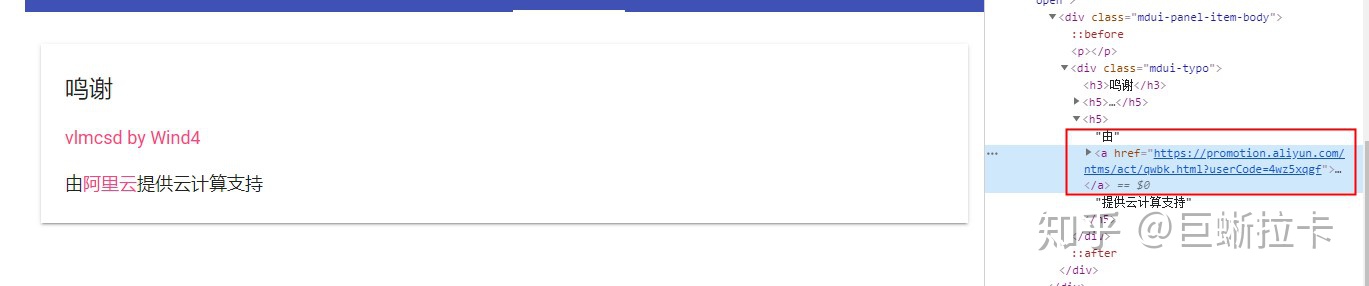 鸣谢
vlmcsd by Wind4
由阿里云提供云计算支持
open">
▼<div class="mdui-panel-item-body">
::before
<p></p>
▼<div class="mdui-typo">
<h3>鸣谢</h3>
▶<h5>…</h5>
▼<h5>
"由"
▶<a href="https://promotion.aliyun.com/
ntms/act/qwbk.html?userCode=4wz5xqgf">…
</a> == $0
"提供云计算支持"
</h5>
</div>
::after
</div>
</div>
知乎 @巨蜥拉卡